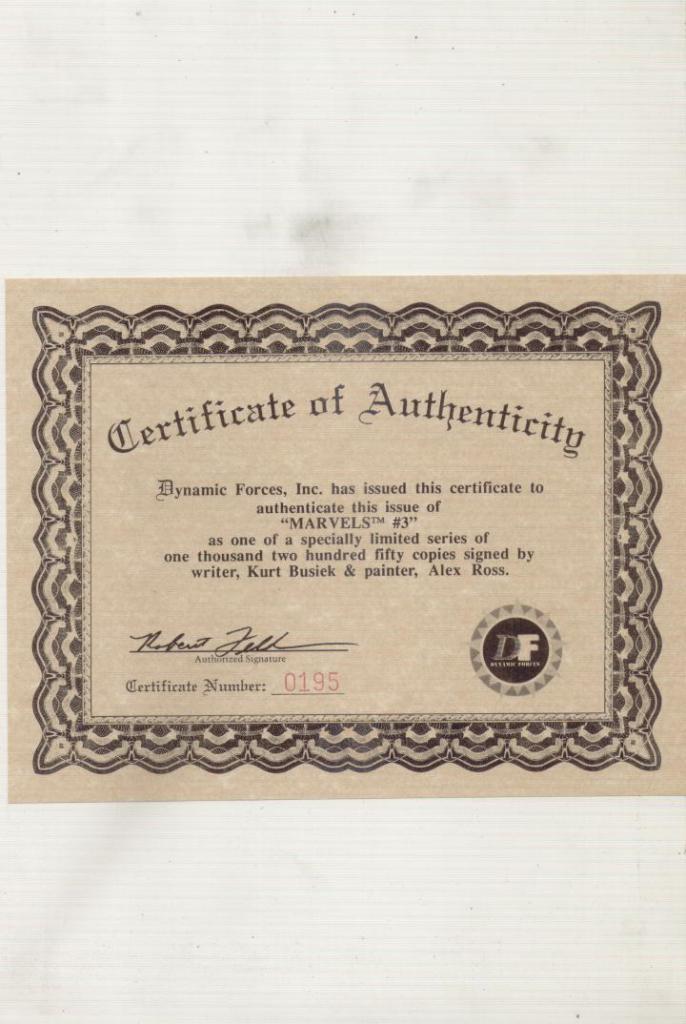 Certificate of Authenticity
Dynamic Forces, Inc. has issued this certificate to
authenticate this issue of
“MARVELS™ #3”
as one of a specially limited series of
one thousand two hundred fifty copies signed by
writer, Kurt Busiek & painter, Alex Ross.
Robert
Authorized Signature
Certificate Number: 0195
DF
DYNAMIC FORCES